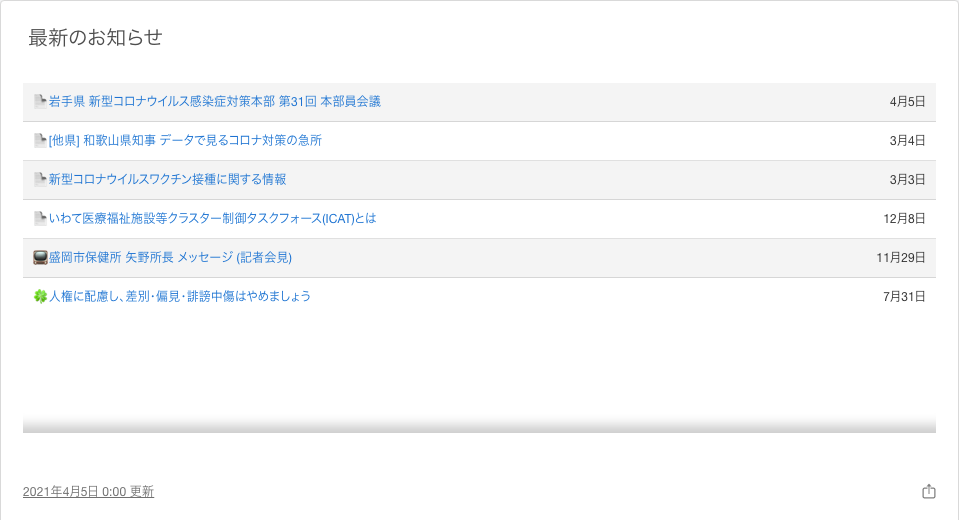 最新のお知らせ
岩手県 新型コロナウイルス感染症対策本部 第31回 本部員会議 4月5日
[他県] 和歌山県知事 データで見るコロナ対策の急所 3月4日
新型コロナウイルスワクチン接種に関する情報 3月3日
いわて医療福祉施設等クラスター制御タスクフォース(ICAT)とは 12月8日
盛岡市保健所 矢野所長 メッセージ (記者会見) 11月29日
人権に配慮し、差別・偏見・誹謗中傷はやめましょう 7月31日
2021年4月5日 0:00 更新